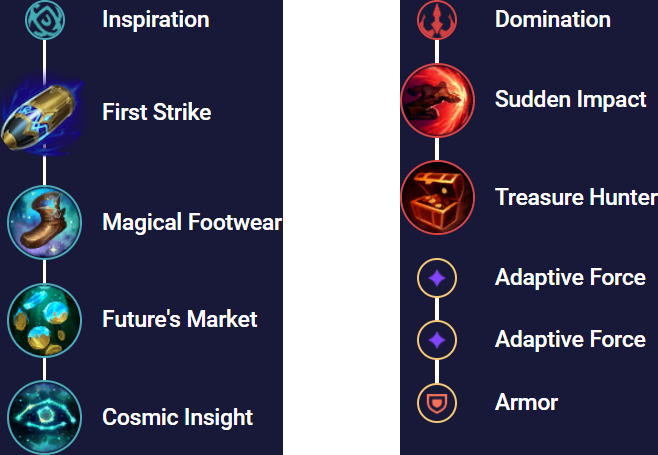 Inspiration
First Strike
Magical Footwear
Future's Market
Cosmic Insight
Domination
Sudden Impact
Treasure Hunter
Adaptive Force
Adaptive Force
Armor